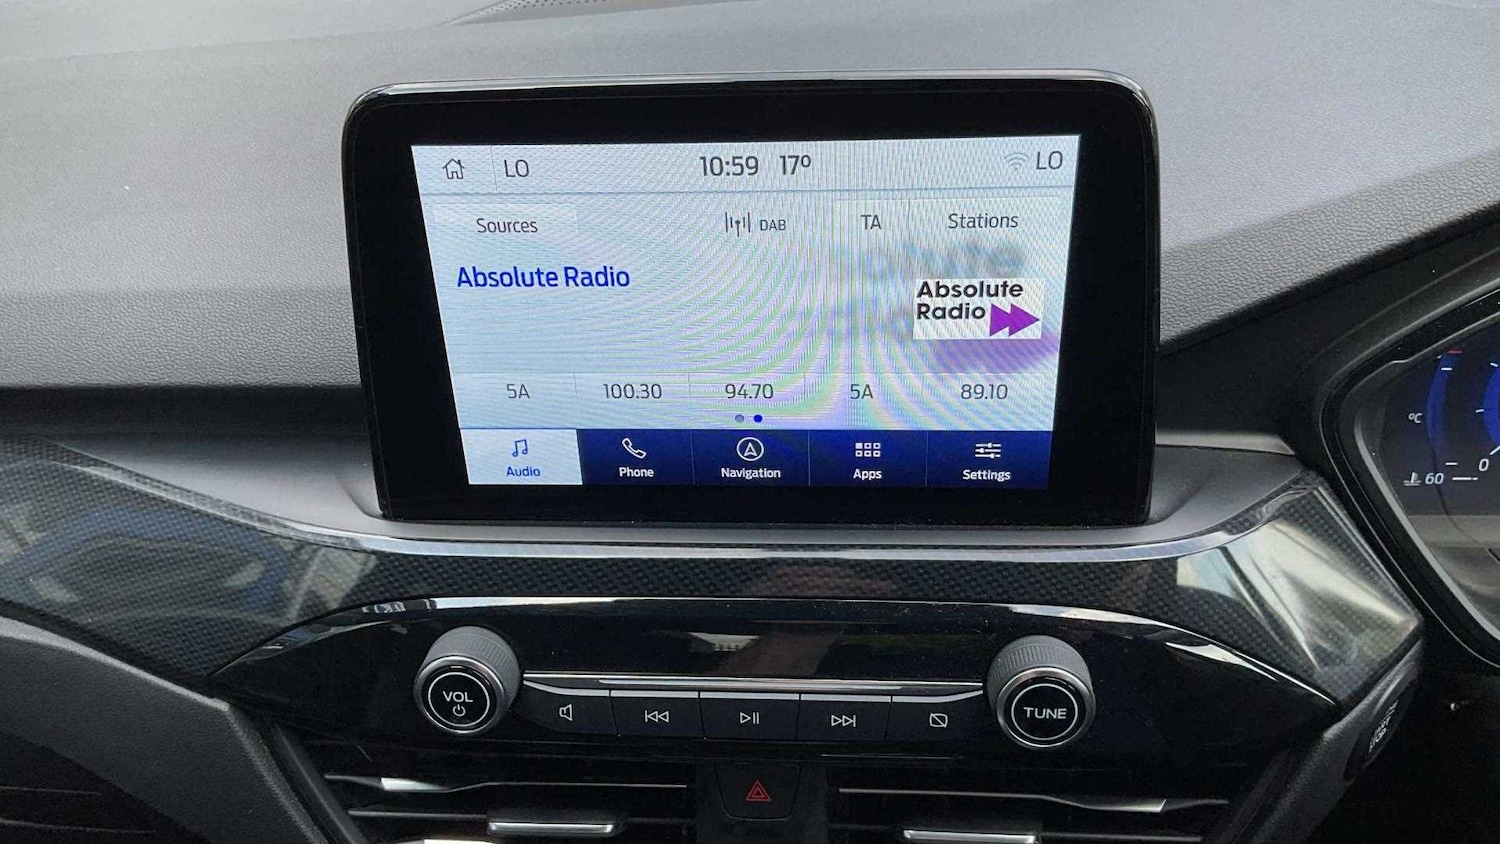 LO 10:59 17° LO
Sources DAB TA Stations
Absolute Radio
Absolute
Radio
5A 100.30 94.70 5A 89.10
Audio Phone Navigation Apps Settings
°C
60
0
VOL
TUNE
STOP